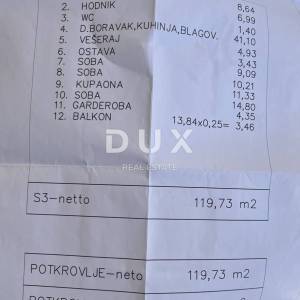 2. HODNIK 8,64
3. WC 6,99
4. D.BORAVAK,KUHINJA,BLAGOV. 1,40
5. VEŠERAJ 41,10
6. OSTAVA 4,93
7. SOBA 3,43
8. SOBA 9,09
9. KUPAONA 10,21
10. SOBA 11,33
11. GARDEROBA 14,80
12. BALKON 4,35
13,84x0,25= 3,46
DUX
REAL ESTATE
S3-netto 119,73 m2
POTKROVLJE-neto 119,73 m2